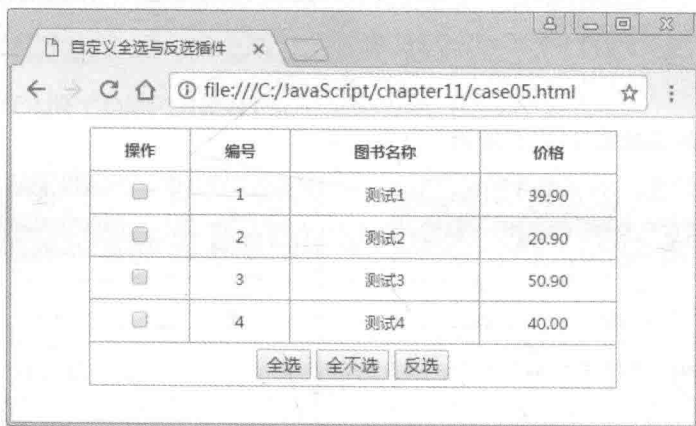 自定义全选与反选插件
file:///C:/JavaScript/chapter11/case05.html
操作 编号 图书名称 价格
1 测试1 39.90
2 测试2 20.90
3 测试3 50.90
4 测试4 40.00
全选 全不选 反选